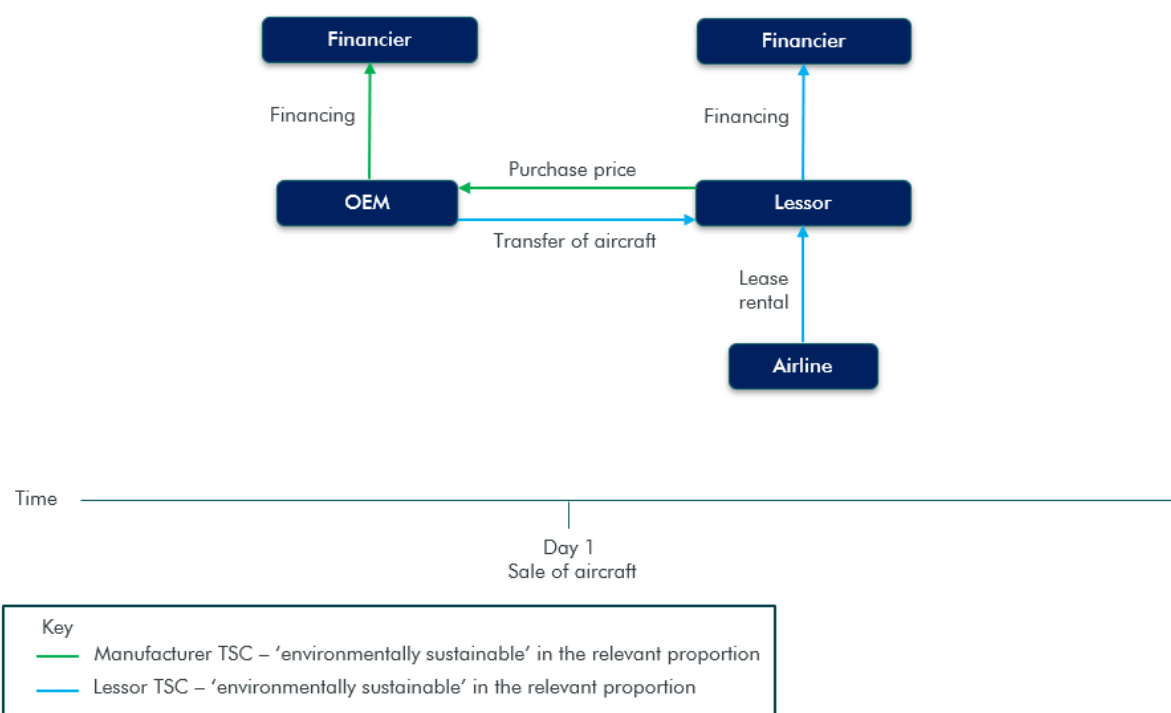 Financier
Financier
Financing
Financing
Purchase price
OEM
Lessor
Transfer of aircraft
Lease
rental
Airline
Time
Day 1
Sale of aircraft
Key
Manufacturer TSC – ‘environmentally sustainable’ in the relevant proportion
Lessor TSC – ‘environmentally sustainable’ in the relevant proportion